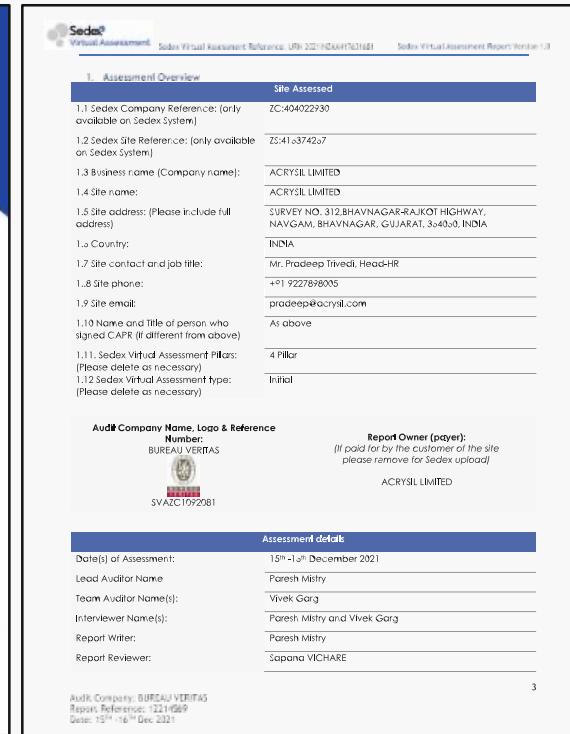 Sedex
Virtual Assessment
Sedex Virtual Assessment Reference: URN Sedex Virtual Assessment Report Version 1.0
1. Assessment Overview
Site Assessed
1.1 Sedex Company Reference: (only available on Sedex System) ZC:404022930
1.2 Sedex Site Reference: (only available on Sedex System)
1.3 Business name (Company name): ACRYSIL LIMITED
1.4 Site name: ACRYSIL LIMITED
1.5 Site address: (Please include full address) SURVEY NO. 312,BHAVNAGAR-RAJKOT HIGHWAY,
NAVGAM, BHAVNAGAR, GUJARAT, INDIA
Country: INDIA
1.7 Site contact and job title: Mr. Pradeep Trivedi, Head-HR
1..8 Site phone: +91 9227898005
1.9 Site email: pradeep@acrysil.com
1.10 Name and Title of person who signed CAPR (If different from above) As above
1.11. Sedex Virtual Assessment Pillars: (Please delete as necessary) 4 Pillar
1.12 Sedex Virtual Assessment type: (Please delete as necessary) Initial
Audit Company Name, Logo & Reference
Number:
BUREAU VERITAS
SVAZC1092081
Report Owner (payer):
(If paid for by the customer of the site
please remove for Sedex upload)
ACRYSIL LIMITED
Assessment details
Date(s) of Assessment: 15th -16th December 2021
Lead Auditor Name Paresh Mistry
Team Auditor Name(s): Vivek Garg
Interviewer Name(s): Paresh Mistry and Vivek Garg
Report Writer: Paresh Mistry
Report Reviewer: Sapana VICHARE
3
Audit Company: BUREAU VERITAS
Report Reference: 12214569
Date: 15TH -16TH Dec 2021